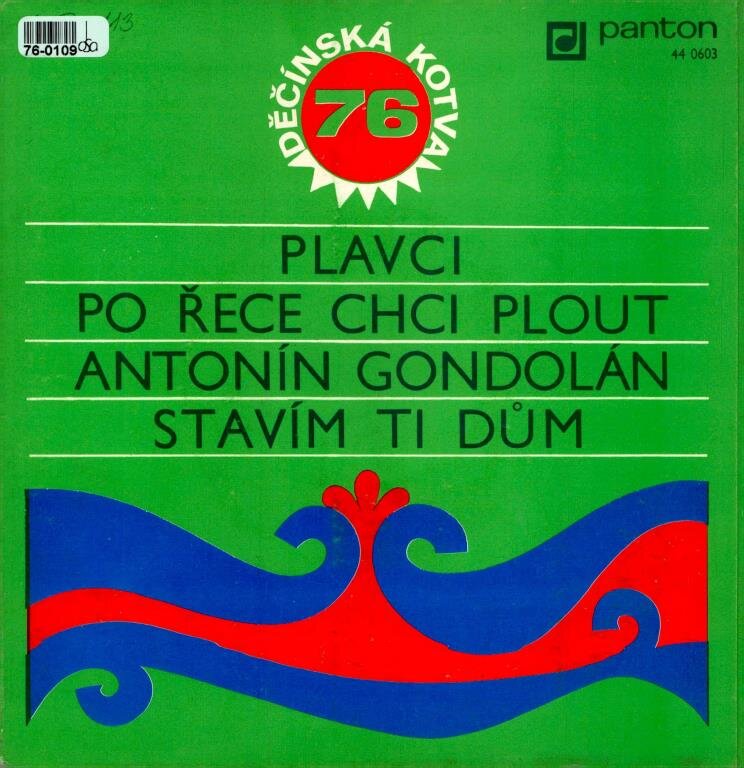 76-0109
panton
44 0603
DĚČÍNSKÁ KOTVA
76
PLAVCI
PO ŘECE CHCI PLOUT
ANTONÍN GONDOLÁN
STAVÍM TI DŮM